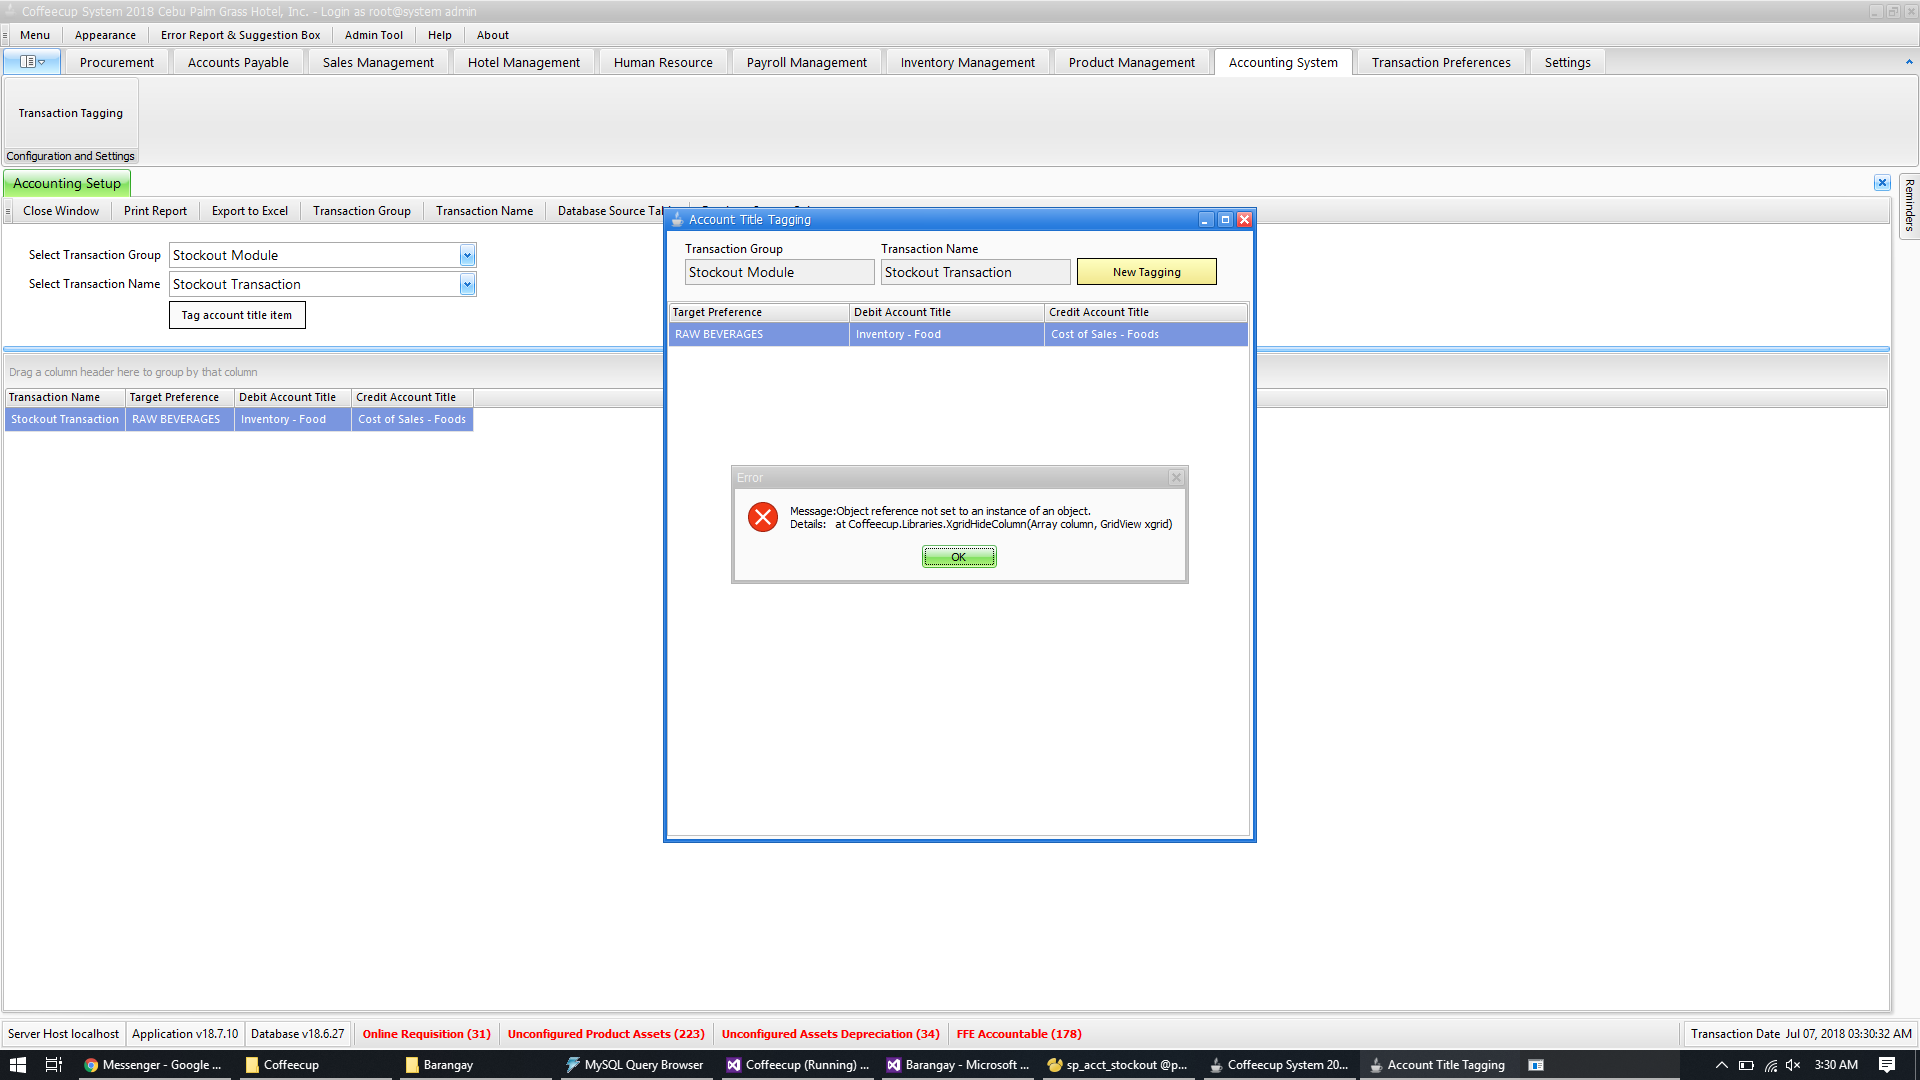 Coffeecup System 2018 Cebu Palm Grass Hotel, Inc. - Login as root@system admin
Menu Appearance Error Report & Suggestion Box Admin Tool Help About
Procurement Accounts Payable Sales Management Hotel Management Human Resource Payroll Management Inventory Management Product Management Accounting System Transaction Preferences Settings
Transaction Tagging
Configuration and Settings
Accounting Setup
Reminders
Close Window Print Report Export to Excel Transaction Group Transaction Name Database Source
Select Transaction Group Stockout Module
Select Transaction Name Stockout Transaction
Tag account title item
Drag a column header here to group by that column
Transaction Name Target Preference Debit Account Title Credit Account Title
Stockout Transaction RAW BEVERAGES Inventory - Food Cost of Sales - Foods
Account Title Tagging
Transaction Group Transaction Name
Stockout Module Stockout Transaction New Tagging
Target Preference Debit Account Title Credit Account Title
RAW BEVERAGES Inventory - Food Cost of Sales - Foods
Error
Message:Object reference not set to an instance of an object.
Details: at Coffeecup.Libraries.XgridHideColumn(Array column, GridView xgrid)
OK
Server Host localhost Application v18.7.10 Database v18.6.27 Online Requisition (31) Unconfigured Product Assets (223) Unconfigured Assets Depreciation (34) FFE Accountable (178) Transaction Date Jul 07, 2018 03:30:32 AM
Messenger - Google ... Coffeecup Barangay MySQL Query Browser Coffeecup (Running) ... Barangay - Microsoft ... sp_acct_stockout @p... Coffeecup System 20... Account Title Tagging 3:30 AM